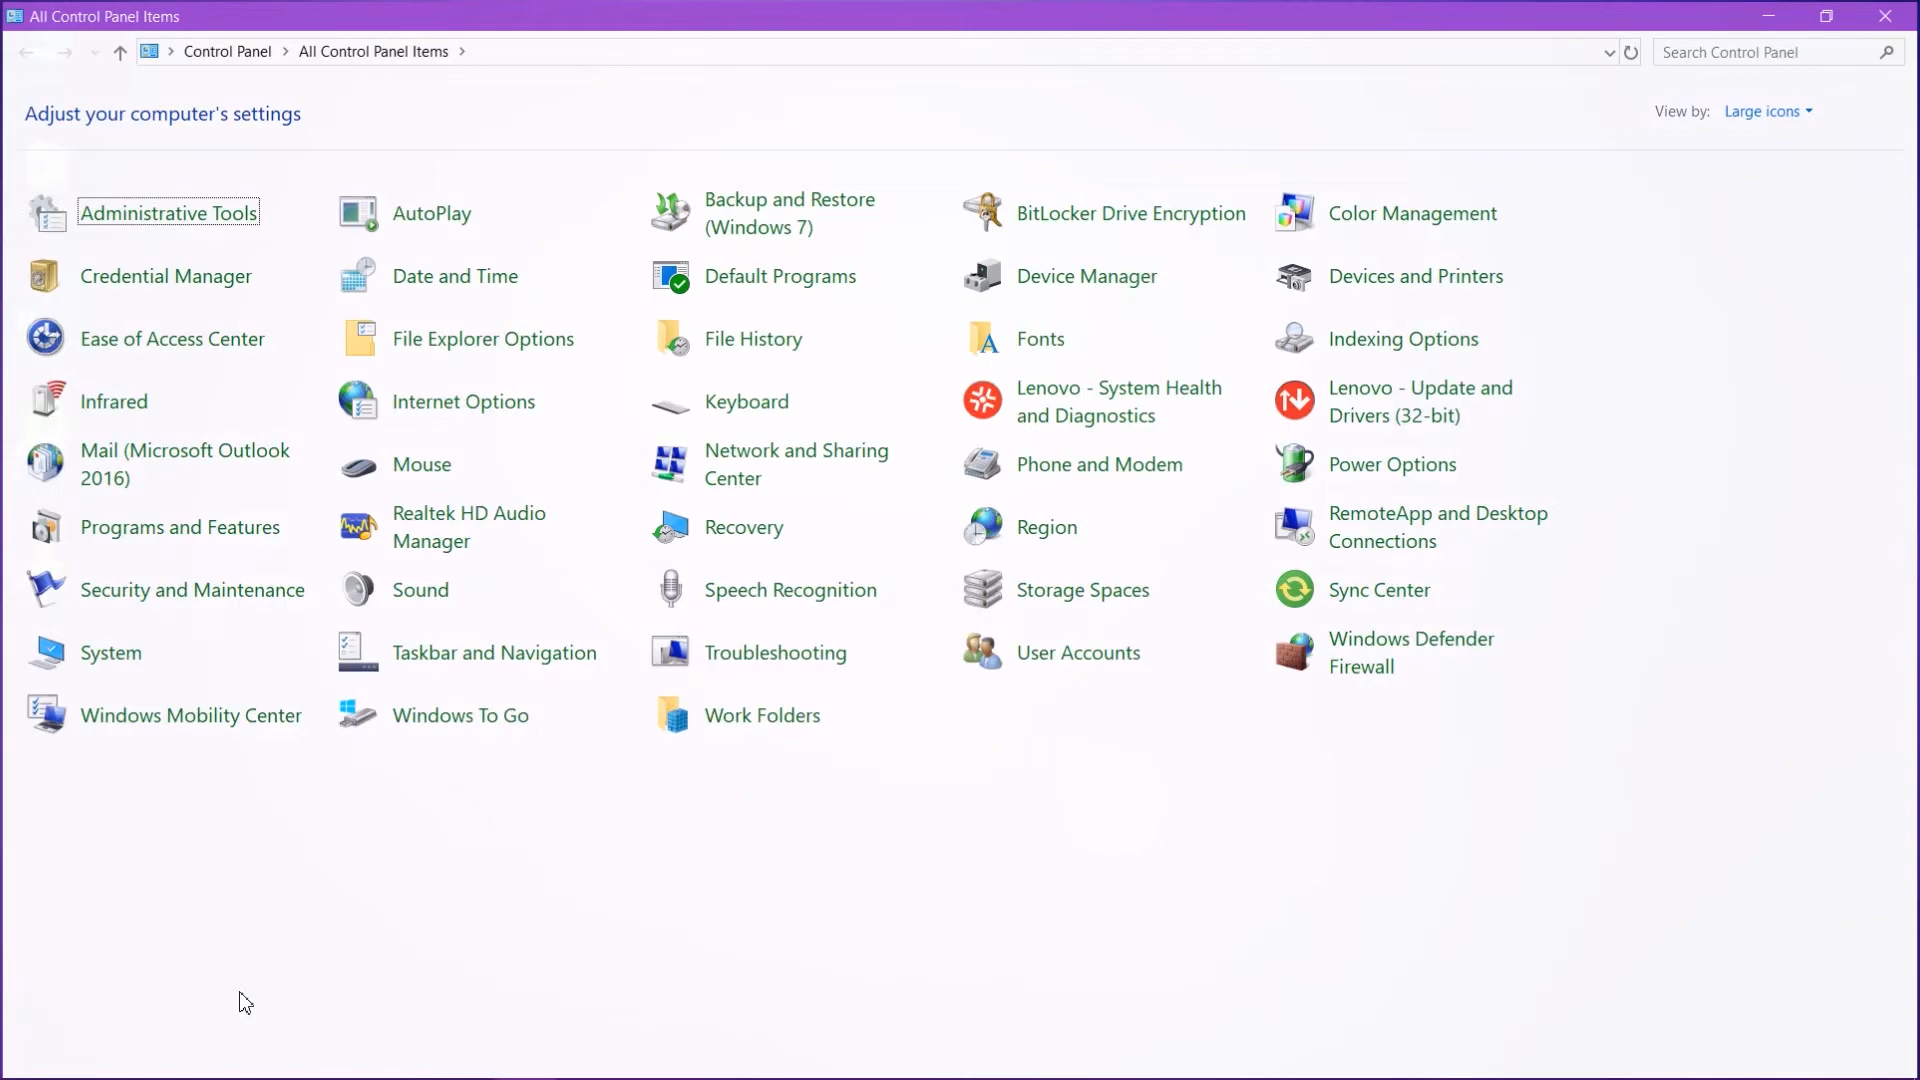 All Control Panel Items
Control Panel > All Control Panel Items >
Search Control Panel
Adjust your computer's settings
View by: Large icons
Administrative Tools
AutoPlay
Backup and Restore
(Windows 7)
BitLocker Drive Encryption
Color Management
Credential Manager
Date and Time
Default Programs
Device Manager
Devices and Printers
Ease of Access Center
File Explorer Options
File History
Fonts
Indexing Options
Infrared
Internet Options
Keyboard
Lenovo - System Health
and Diagnostics
Lenovo - Update and
Drivers (32-bit)
Mail (Microsoft Outlook
2016)
Mouse
Network and Sharing
Center
Phone and Modem
Power Options
Programs and Features
Realtek HD Audio
Manager
Recovery
Region
RemoteApp and Desktop
Connections
Security and Maintenance
Sound
Speech Recognition
Storage Spaces
Sync Center
System
Taskbar and Navigation
Troubleshooting
User Accounts
Windows Defender
Firewall
Windows Mobility Center
Windows To Go
Work Folders